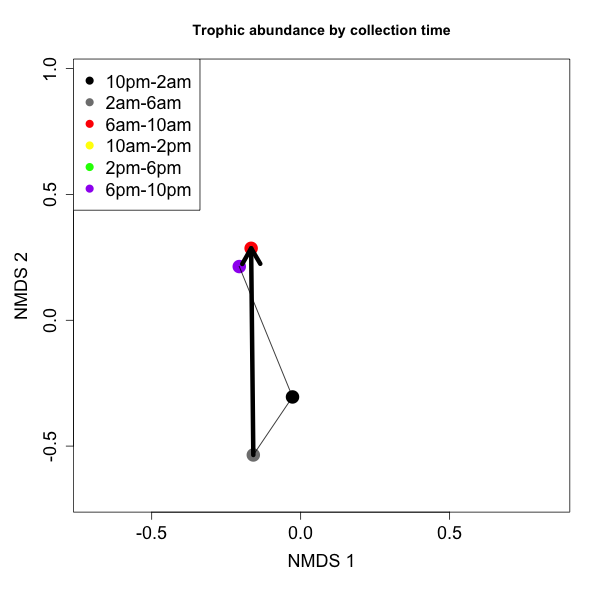 Trophic abundance by collection time
10pm-2am
2am-6am
6am-10am
10am-2pm
2pm-6pm
6pm-10pm
1.0
0.5
0.0
-0.5
NMDS 2
-0.5
0.0
0.5
NMDS 1